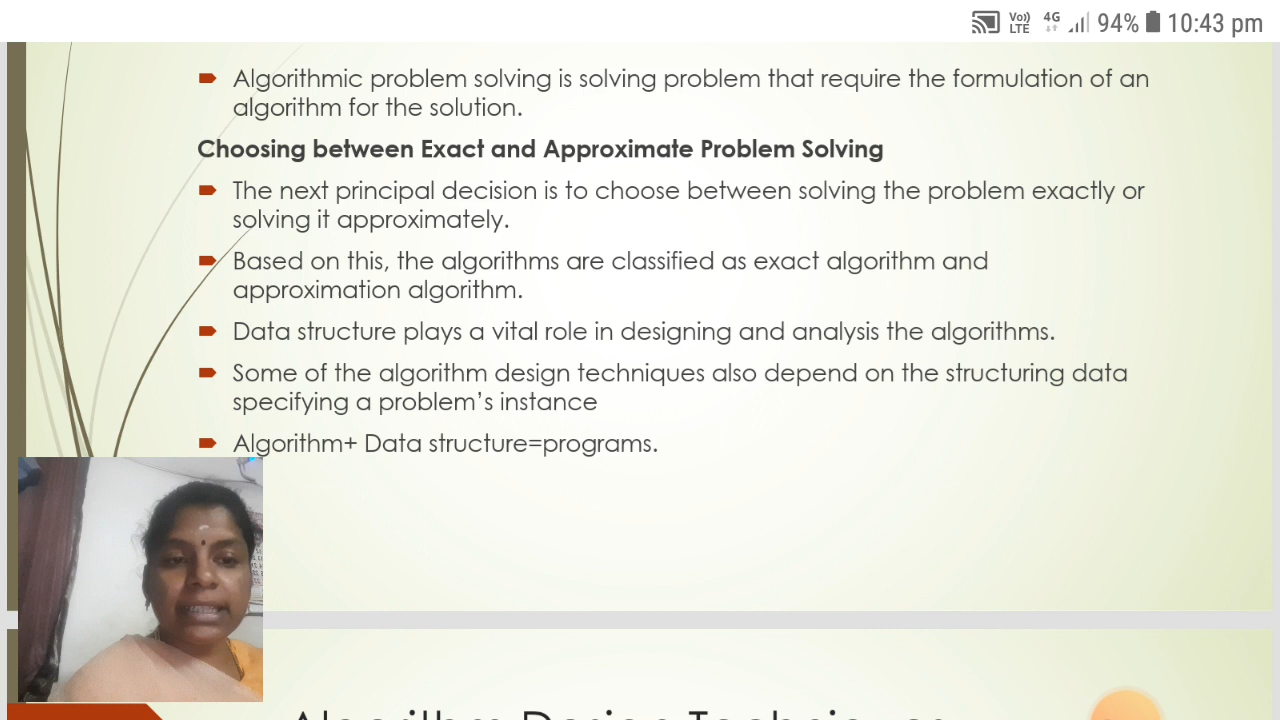 Vo)) LTE 4G 94% 10:43 pm
Algorithmic problem solving is solving problem that require the formulation of an
algorithm for the solution.
Choosing between Exact and Approximate Problem Solving
The next principal decision is to choose between solving the problem exactly or
solving it approximately.
Based on this, the algorithms are classified as exact algorithm and
approximation algorithm.
Data structure plays a vital role in designing and analysis the algorithms.
Some of the algorithm design techniques also depend on the structuring data
specifying a problem’s instance
Algorithm+ Data structure=programs.
Algorithm Design Techniques